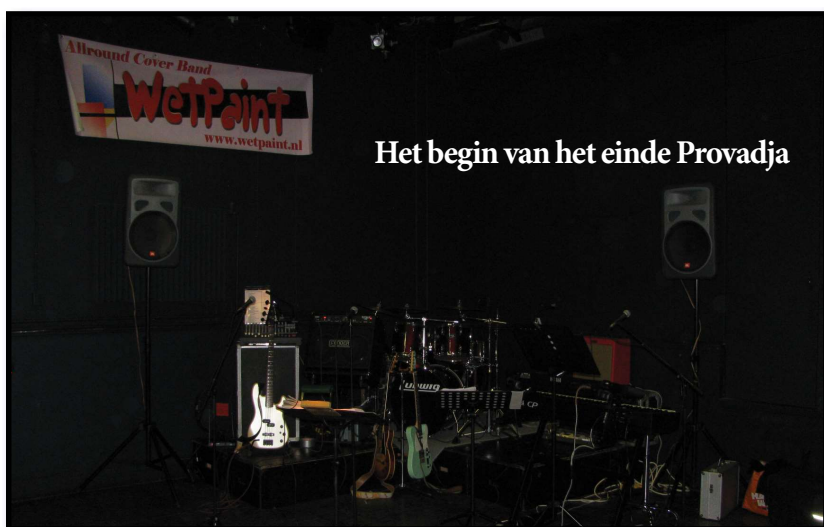 Allround Cover Band
WetPaint
www.wetpaint.nl
Het begin van het einde Provadja
Ludwig